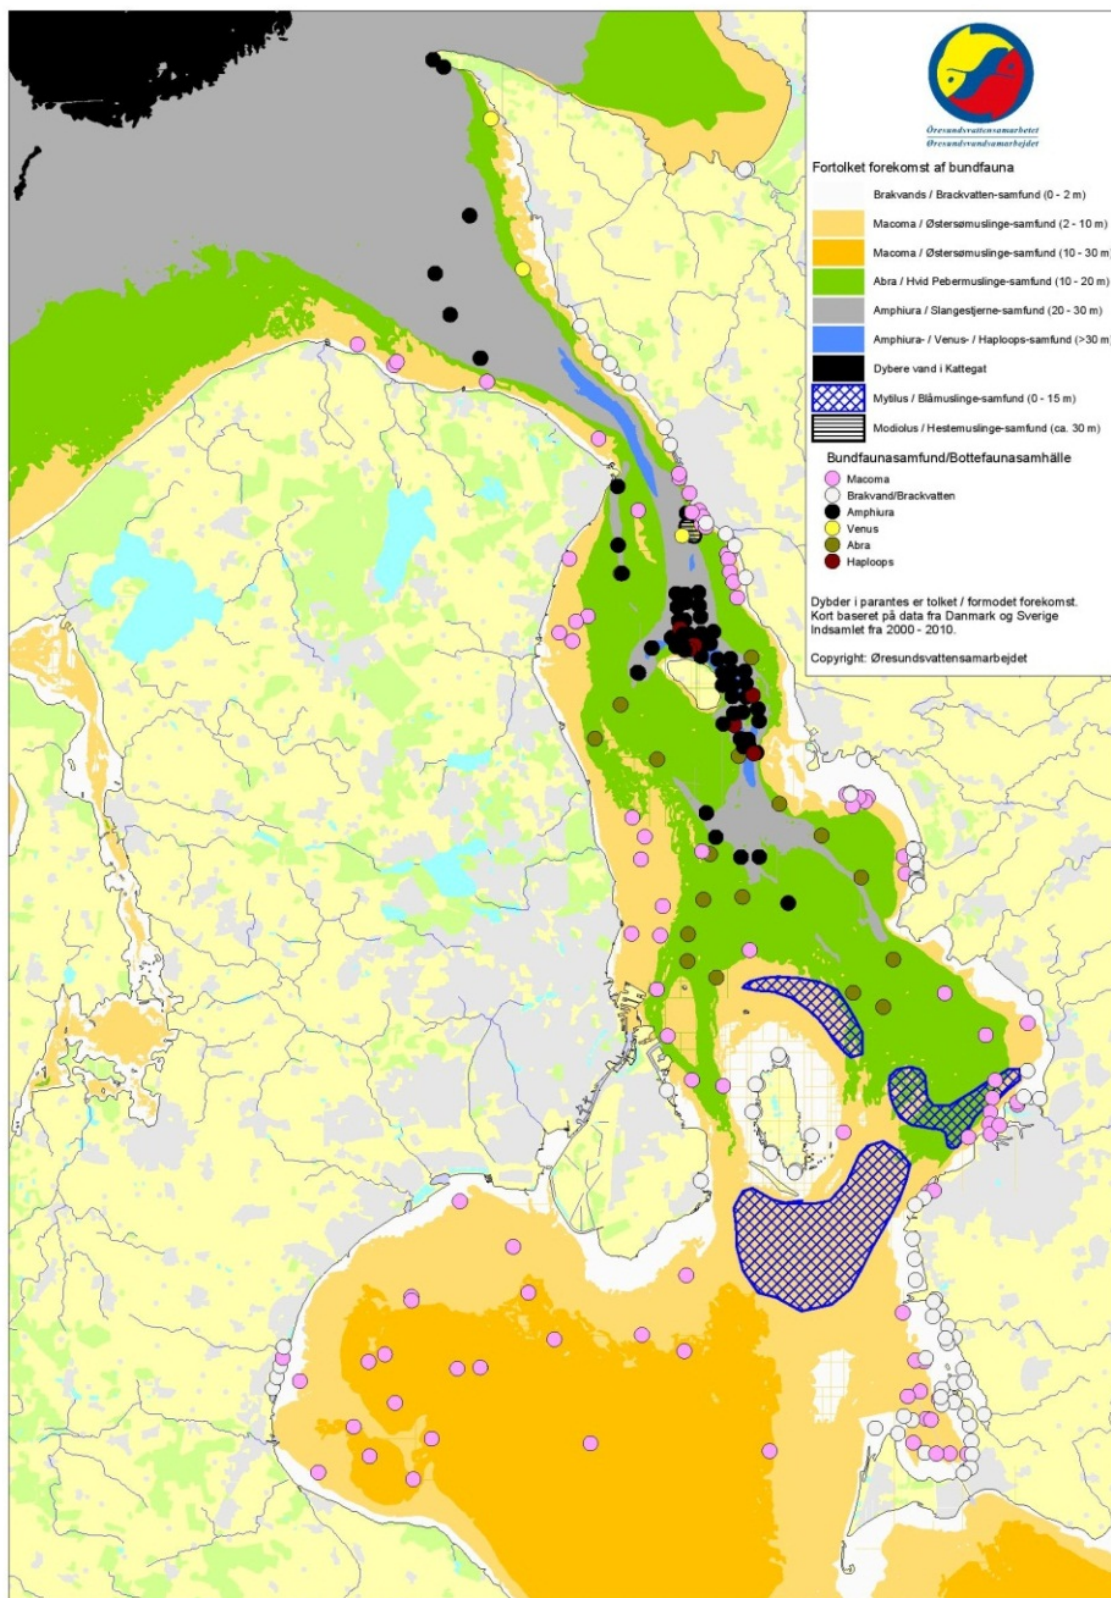 Öresundsvattensamarbetet
Øresundsvandsamarbejdet
Fortolket forekomst af bundfauna
Brakvands / Brackvatten-samfund (0 - 2 m)
Macoma / Østersømuslinge-samfund (2 - 10 m)
Macoma / Østersømuslinge-samfund (10 - 30 m)
Abra / Hvid Pebermuslinge-samfund (10 - 20 m)
Amphiura / Slangestjerne-samfund (20 - 30 m)
Amphiura- / Venus- / Haploops-samfund (>30 m)
Dybere vand i Kattegat
Mytilus / Blåmuslinge-samfund (0 - 15 m)
Modiolus / Hestemuslinge-samfund (ca. 30 m)
Bundfaunasamfund/Bottefaunasamhälle
Macoma
Brakvand/Brackvatten
Amphiura
Venus
Abra
Haploops
Dybder i parantes er tolket / formodet forekomst.
Kort baseret på data fra Danmark og Sverige
Indsamlet fra 2000 - 2010.
Copyright: Øresundsvattensamarbejdet